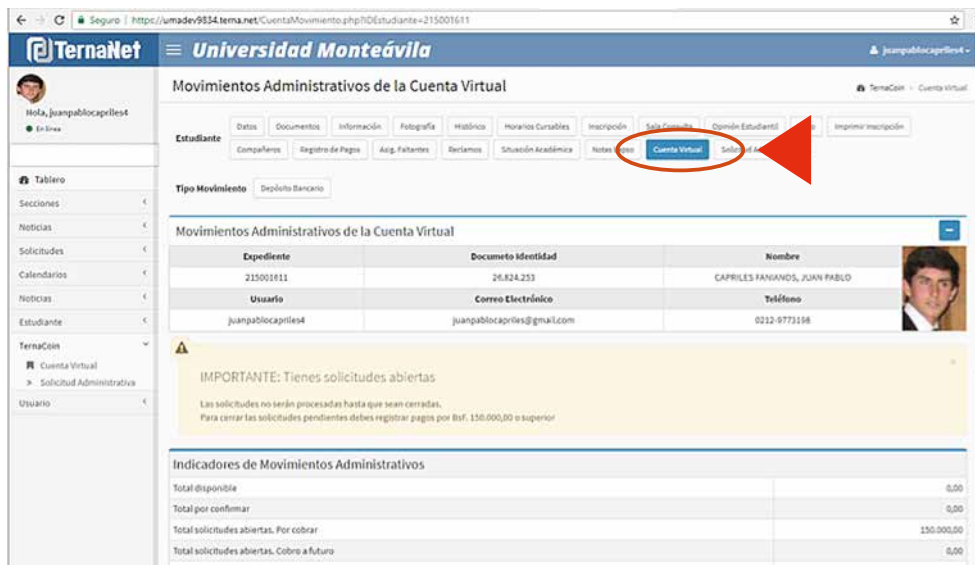 Seguro | https://umadev9834.terna.net/CuentaMovimiento.php?IDEstudiante=215001611
TernaNet
Universidad Monteávila
juanpablocapriles4
Hola, juanpablocapriles4
En línea
Tablero
Secciones
Noticias
Solicitudes
Calendarios
Noticias
Estudiante
TernaCoin
Cuenta Virtual
> Solicitud Administrativa
Usuario
Movimientos Administrativos de la Cuenta Virtual
TernaCoin > Cuenta Virtual
Estudiante
Datos Documentos Información Fotografía Histórico Horarios Cursables Inscripción Sala Consulta Opinión Estudiantil Imprimir Inscripción
Compañeros Registro de Pagos Asig. Faltantes Reclamos Situación Académica Notas Cuenta Virtual Solicitud
Tipo Movimiento Depósito Bancario
Movimientos Administrativos de la Cuenta Virtual
Expediente Documeto Identidad Nombre
215001611 26.824.253 CAPRILES FANIANOS, JUAN PABLO
Usuario Correo Electrónico Teléfono
juanpablocapriles4 juanpablocapriles@gmail.com 0212-9773198
IMPORTANTE: Tienes solicitudes abiertas
Las solicitudes no serán procesadas hasta que sean cerradas.
Para cerrar las solicitudes pendientes debes registrar pagos por BsF. 150.000,00 o superior
Indicadores de Movimientos Administrativos
Total disponible 0,00
Total por confirmar 0,00
Total solicitudes abiertas. Por cobrar 150.000,00
Total solicitudes abiertas. Cobro a futuro 0,00